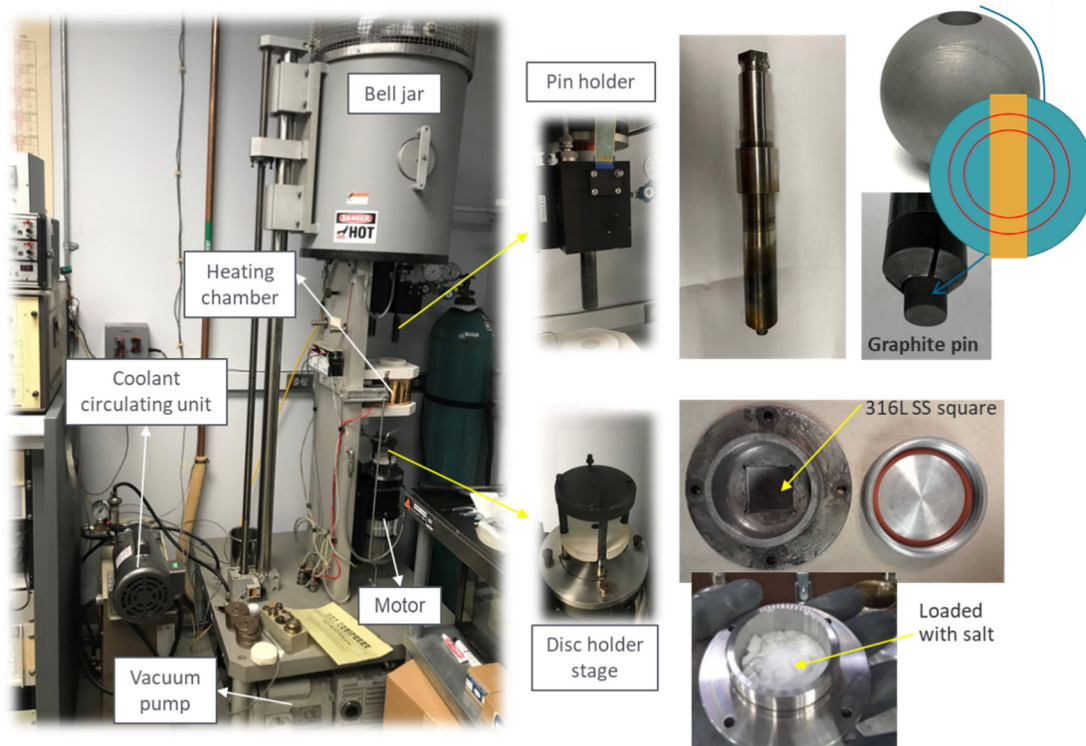 Bell jar
DANGER
HOT
Heating
chamber
Coolant
circulating unit
Motor
Vacuum
pump
Pin holder
Disc holder
stage
Graphite pin
316L SS square
Loaded
with salt